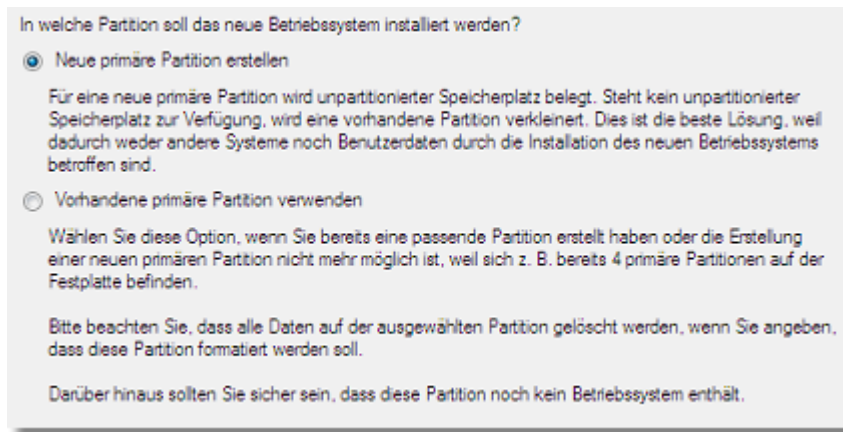 In welche Partition soll das neue Betriebssystem installiert werden?
Neue primäre Partition erstellen
Für eine neue primäre Partition wird unpartitionierter Speicherplatz belegt. Steht kein unpartitionierter
Speicherplatz zur Verfügung, wird eine vorhandene Partition verkleinert. Dies ist die beste Lösung, weil
dadurch weder andere Systeme noch Benutzerdaten durch die Installation des neuen Betriebssystems
betroffen sind.
Vorhandene primäre Partition verwenden
Wählen Sie diese Option, wenn Sie bereits eine passende Partition erstellt haben oder die Erstellung
einer neuen primären Partition nicht mehr möglich ist, weil sich z. B. bereits 4 primäre Partitionen auf der
Festplatte befinden.
Bitte beachten Sie, dass alle Daten auf der ausgewählten Partition gelöscht werden, wenn Sie angeben,
dass diese Partition formatiert werden soll.
Darüber hinaus sollten Sie sicher sein, dass diese Partition noch kein Betriebssystem enthält.